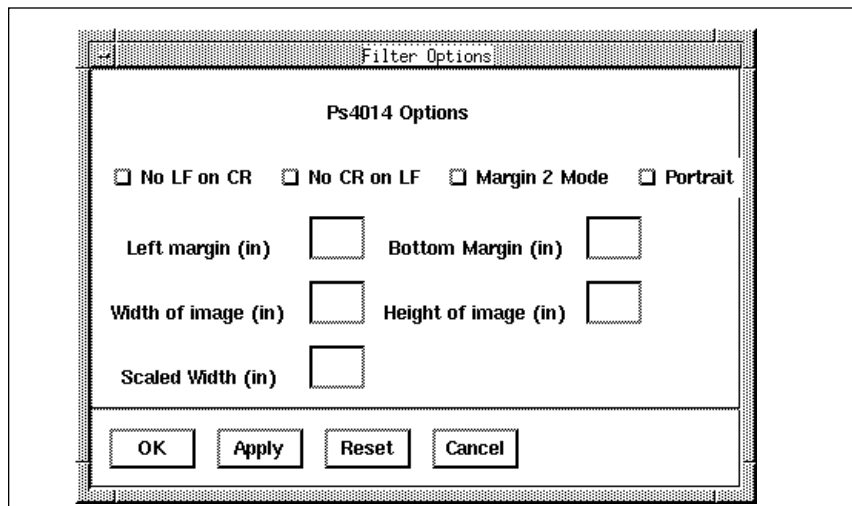 Filter Options
Ps4014 Options
No LF on CR No CR on LF Margin 2 Mode Portrait
Left margin (in) Bottom Margin (in)
Width of image (in) Height of image (in)
Scaled Width (in)
OK Apply Reset Cancel